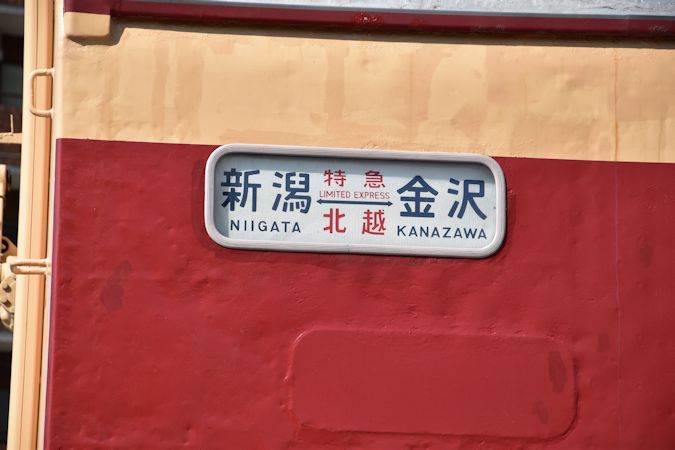 新潟 特急 金沢
LIMITED EXPRESS
北越
NIIGATA KANAZAWA